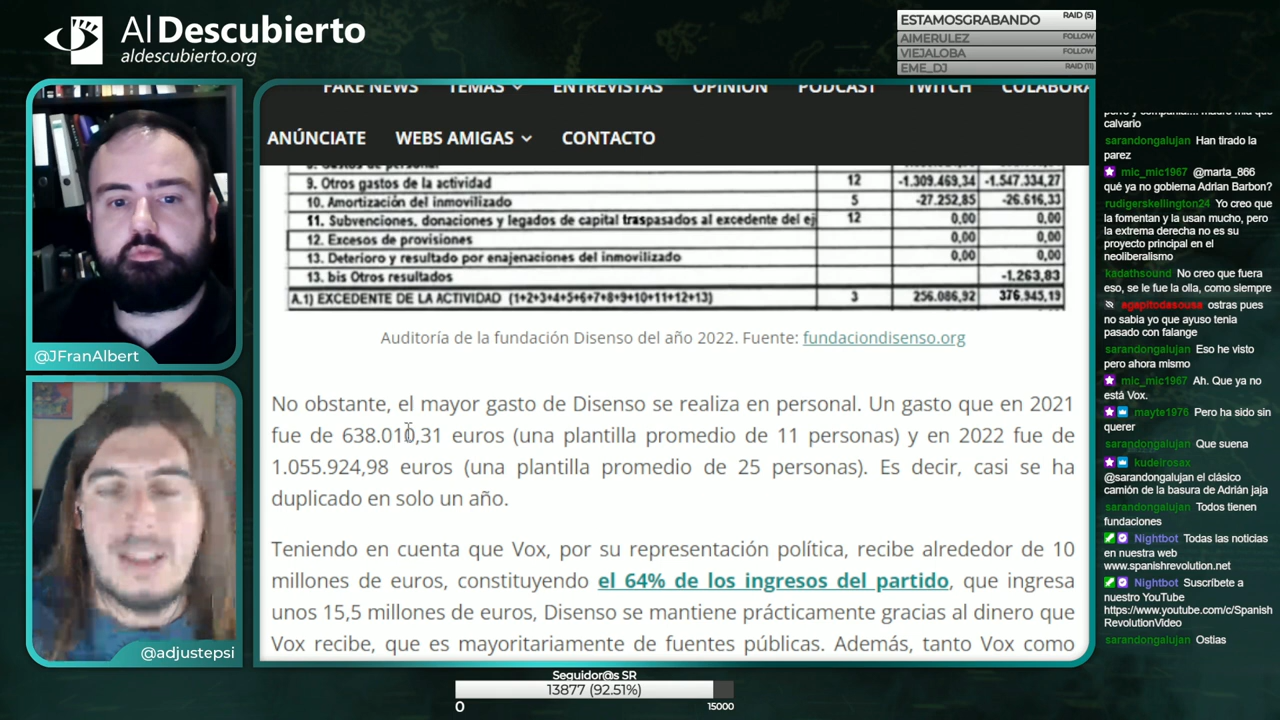 Al Descubierto
aldescubierto.org
ESTAMOSGRABANDO RAID (5)
AIMERULEZ FOLLOW
VIEJALOBA FOLLOW
EME_DJ RAID (11)
FAKE NEWS TEMAS ENTREVISTAS OPINIÓN PODCAST TWITCH COLABORA
ANÚNCIATE WEBS AMIGAS CONTACTO
9. Otros gastos de la actividad 12 -1.309.469,34 -1.547.334,27
10. Amortización del inmovilizado 5 -27.252,85 -26.616,33
11. Subvenciones, donaciones y legados de capital traspasados al excedente del ej 12 0,00 0,00
12. Excesos de provisiones 0,00 0,00
13. Deterioro y resultado por enajenaciones del inmovilizado 0,00 0,00
13. bis Otros resultados -1.263,83
A.1) EXCEDENTE DE LA ACTIVIDAD (1+2+3+4+5+6+7+8+9+10+11+12+13) 3 256.086,92 376.945,19
Auditoría de la fundación Disenso del año 2022. Fuente: fundaciondisenso.org
No obstante, el mayor gasto de Disenso se realiza en personal. Un gasto que en 2021
fue de 638.010,31 euros (una plantilla promedio de 11 personas) y en 2022 fue de
1.055.924,98 euros (una plantilla promedio de 25 personas). Es decir, casi se ha
duplicado en solo un año.
Teniendo en cuenta que Vox, por su representación política, recibe alrededor de 10
millones de euros, constituyendo el 64% de los ingresos del partido, que ingresa
unos 15,5 millones de euros, Disenso se mantiene prácticamente gracias al dinero que
Vox recibe, que es mayoritariamente de fuentes públicas. Además, tanto Vox como
@JFranAlbert
@adjustepsi
Seguidor@s SR
13877 (92.51%)
0 15000
calvario
sarandongalujan Han tirado la
parez
mic_mic1967 @marta_866
qué ya no gobierna Adrian Barbon?
rudigerskellington24 Yo creo que
la fomentan y la usan mucho, pero
la extrema derecha no es su
proyecto principal en el
neoliberalismo
kadathsound No creo que fuera
eso, se le fue la olla, como siempre
agapitodasousa ostras pues
no sabia yo que ayuso tenia
pasado con falange
sarandongalujan Eso he visto
pero ahora mismo
mic_mic1967 Ah. Que ya no
está Vox.
mayte1976 Pero ha sido sin
querer
sarandongalujan Que suena
kudeirosax
@sarandongalujan el clásico
camión de la basura de Adrián jaja
sarandongalujan Todos tienen
fundaciones
Nightbot Todas las noticias
en nuestra web
www.spanishrevolution.net
Nightbot Suscríbete a
nuestro YouTube
https://www.youtube.com/c/Spanish
RevolutionVideo
sarandongalujan Ostias